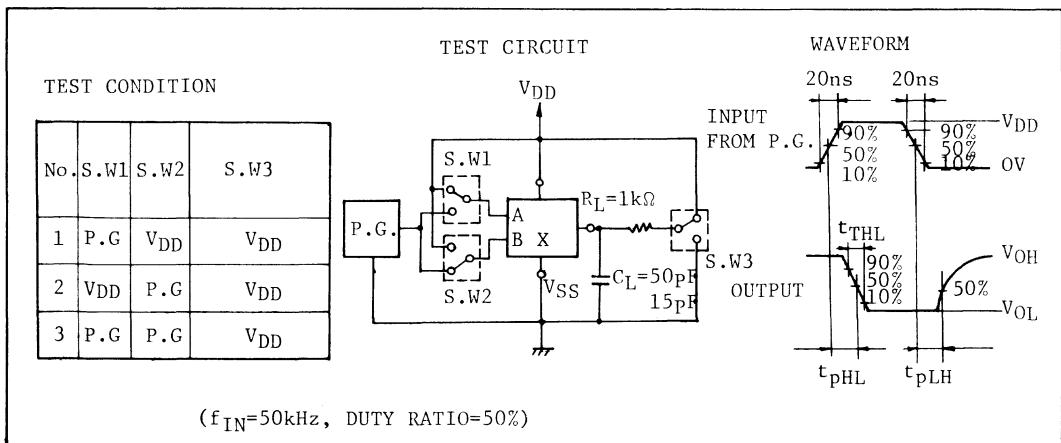 TEST CONDITION
No. S.W1 S.W2 S.W3
1 P.G VDD VDD
2 VDD P.G VDD
3 P.G P.G VDD
TEST CIRCUIT
VDD
S.W1
P.G.
S.W2
A
B X
VSS
RL=1kΩ
CL=50pF
15pF
S.W3
WAVEFORM
20ns 20ns
INPUT
FROM P.G.
90%
50%
10%
VDD
90%
50%
10%
0V
tTHL
90%
50%
10%
OUTPUT
VOH
50%
VOL
tpHL tpLH
(fIN=50kHz, DUTY RATIO=50%)